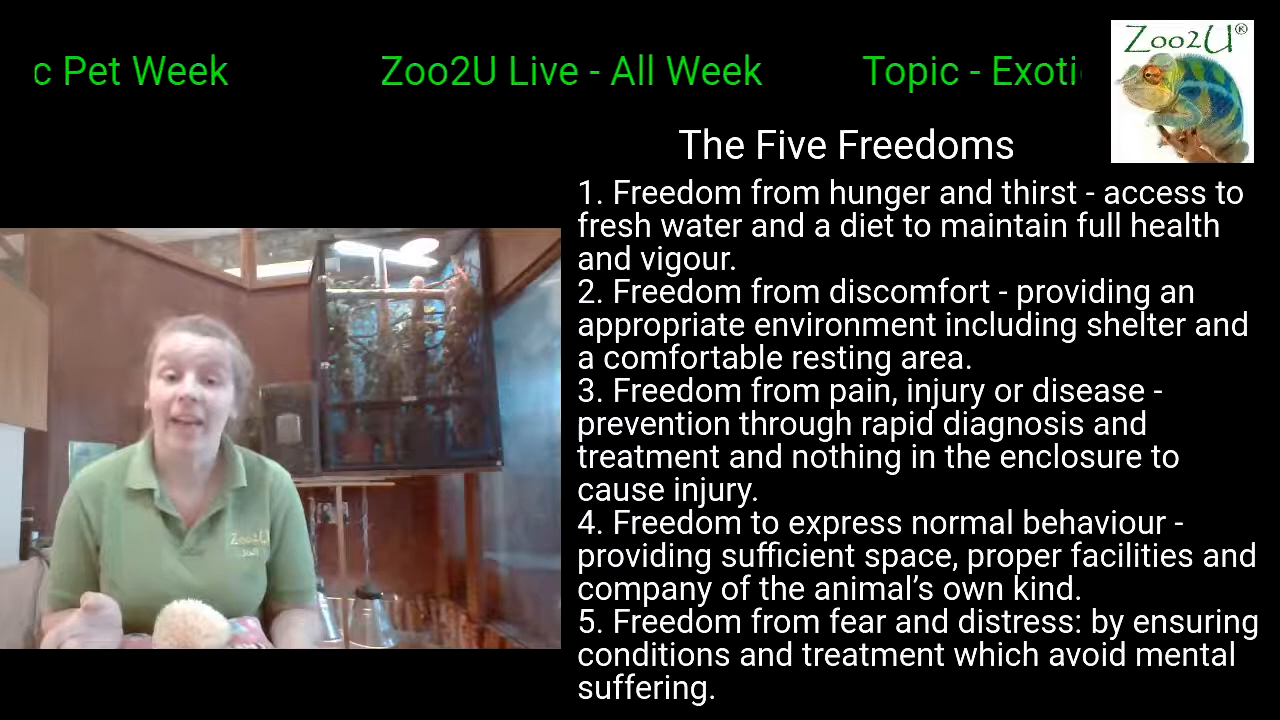 c Pet Week Zoo2U Live - All Week Topic - Exoti
Zoo2U®
The Five Freedoms
1. Freedom from hunger and thirst - access to
fresh water and a diet to maintain full health
and vigour.
2. Freedom from discomfort - providing an
appropriate environment including shelter and
a comfortable resting area.
3. Freedom from pain, injury or disease -
prevention through rapid diagnosis and
treatment and nothing in the enclosure to
cause injury.
4. Freedom to express normal behaviour -
providing sufficient space, proper facilities and
company of the animal’s own kind.
5. Freedom from fear and distress: by ensuring
conditions and treatment which avoid mental
suffering.
Zoo2U